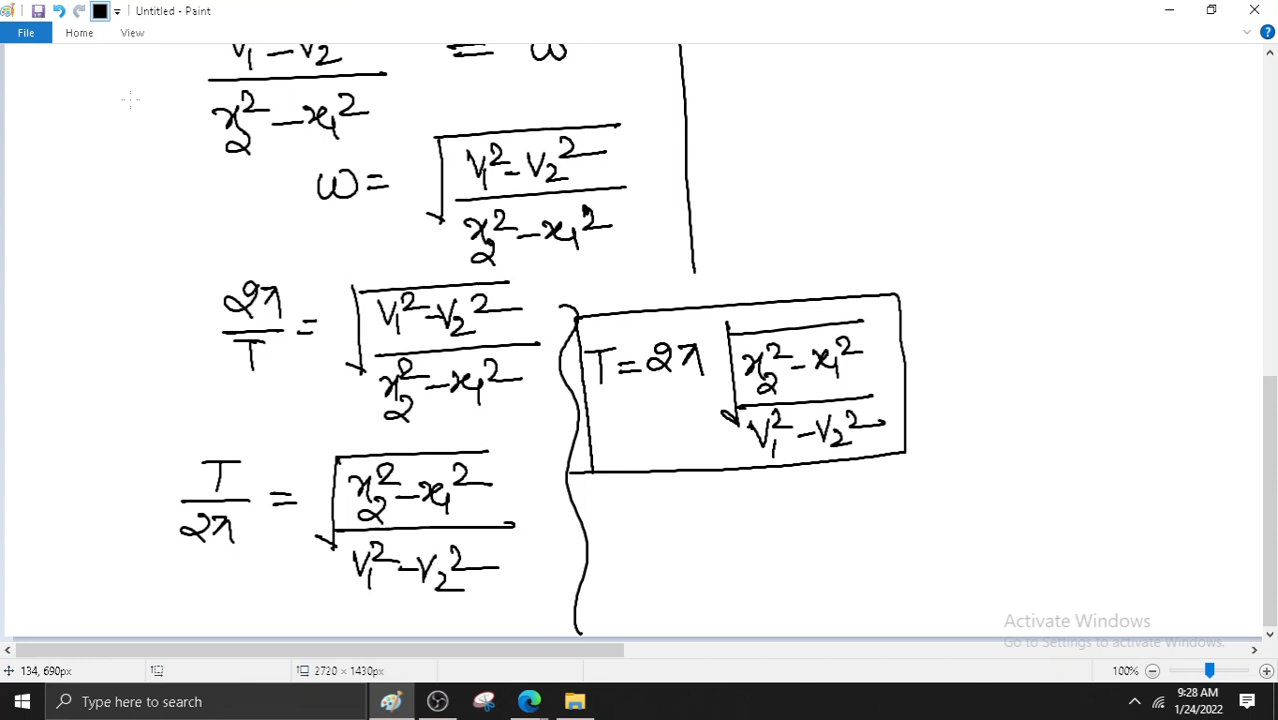 Untitled - Paint
File Home View
V₁ - V₂ = ω
x₂² - x₁²
ω = √(V₁² - V₂² / x₂² - x₁²)
2π/T = √(V₁² - V₂² / x₂² - x₁²)
T = 2π √(x₂² - x₁² / V₁² - V₂²)
T/2π = √(x₂² - x₁² / V₁² - V₂²)
Activate Windows
Go to Settings to activate Windows.
134, 690px 2720 × 1430px 100%
Type here to search
9:28 AM
1/24/2022